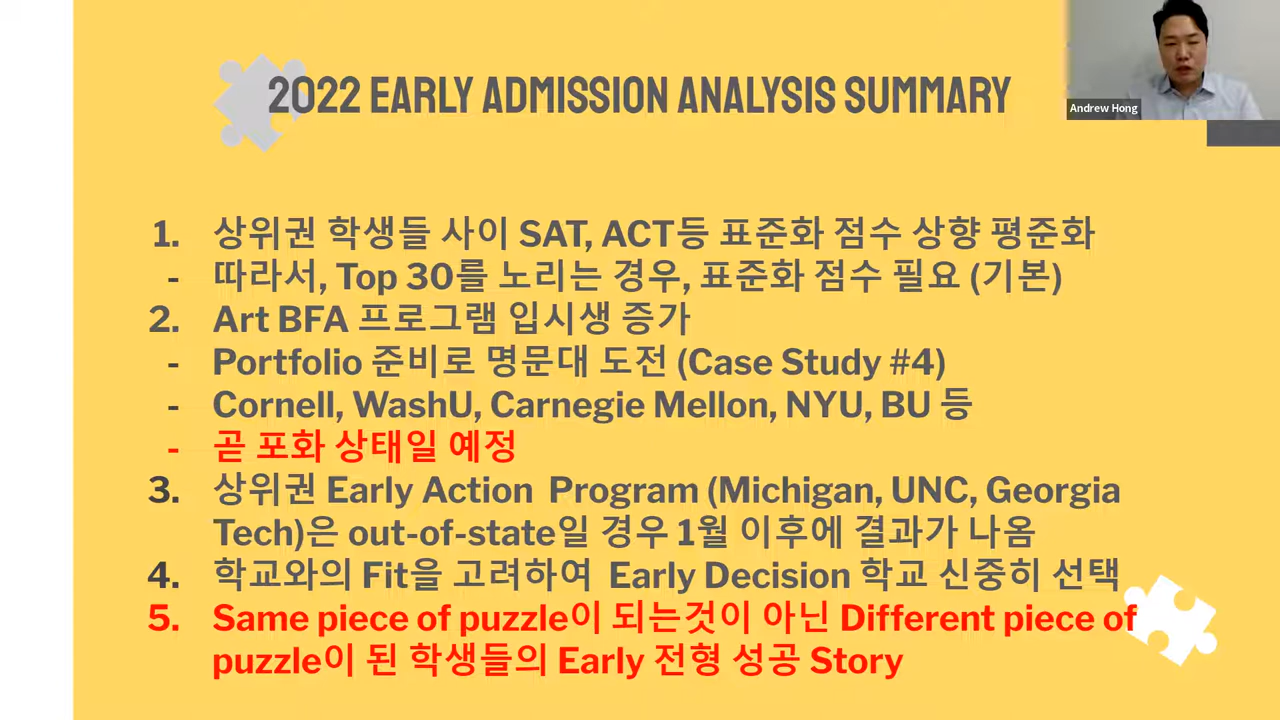 2022 EARLY ADMISSION ANALYSIS SUMMARY
Andrew Hong
1. 상위권 학생들 사이 SAT, ACT등 표준화 점수 상향 평준화
- 따라서, Top 30를 노리는 경우, 표준화 점수 필요 (기본)
2. Art BFA 프로그램 입시생 증가
- Portfolio 준비로 명문대 도전 (Case Study #4)
- Cornell, WashU, Carnegie Mellon, NYU, BU 등
- 곧 포화 상태일 예정
3. 상위권 Early Action Program (Michigan, UNC, Georgia
Tech)은 out-of-state일 경우 1월 이후에 결과가 나옴
4. 학교와의 Fit을 고려하여 Early Decision 학교 신중히 선택
5. Same piece of puzzle이 되는것이 아닌 Different piece of
puzzle이 된 학생들의 Early 전형 성공 Story